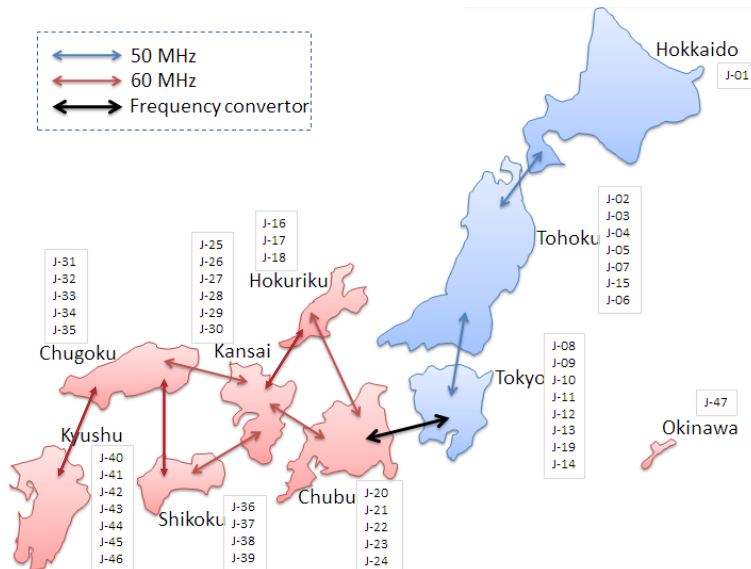 50 MHz
60 MHz
Frequency convertor
Hokkaido
J-01
J-02
J-03
J-04
J-05
J-07
J-15
J-06
Tohoku
J-16
J-17
J-18
Hokuriku
J-25
J-26
J-27
J-28
J-29
J-30
Kansai
J-31
J-32
J-33
J-34
J-35
Chugoku
J-08
J-09
J-10
J-11
J-12
J-13
J-19
J-14
Tokyo
J-47
Okinawa
Kyushu
J-40
J-41
J-42
J-43
J-44
J-45
J-46
Shikoku
J-36
J-37
J-38
J-39
Chubu
J-20
J-21
J-22
J-23
J-24